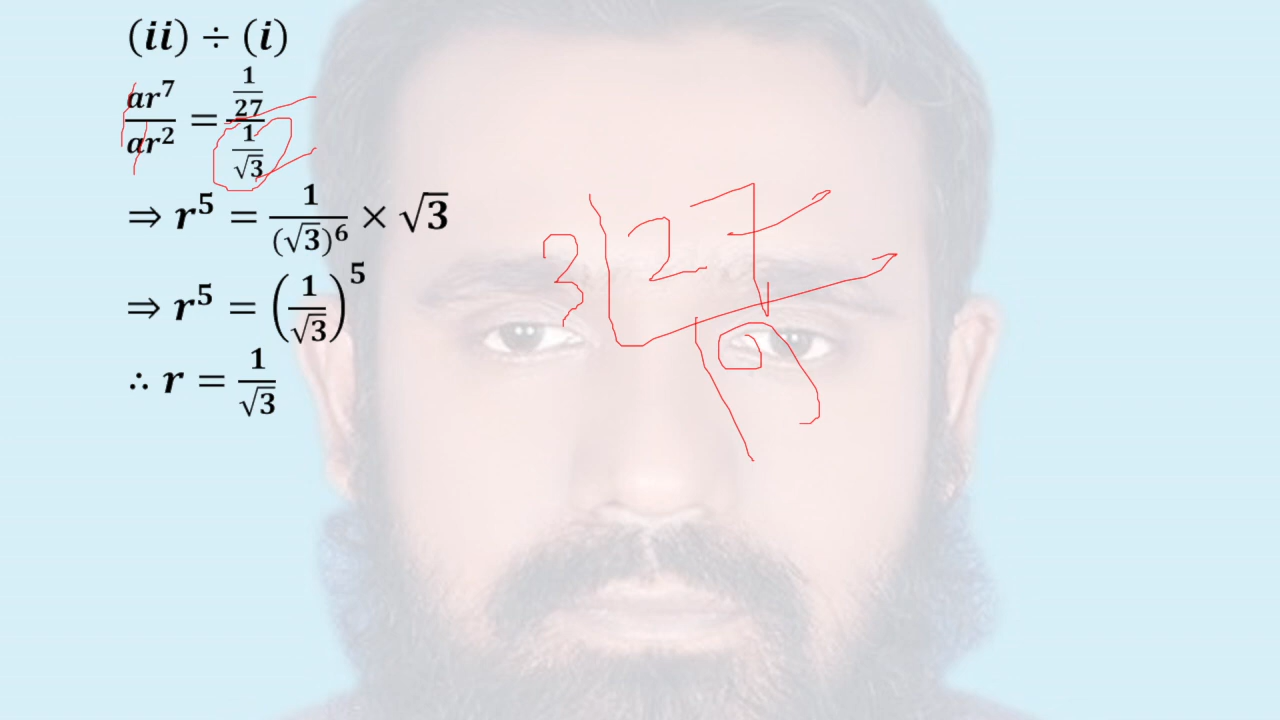 (ii) ÷ (i)
ar⁷/ar² = (1/27)/(1/√3)
⇒ r⁵ = 1/(√3)⁶ × √3
⇒ r⁵ = (1/√3)⁵
∴ r = 1/√3
3 27